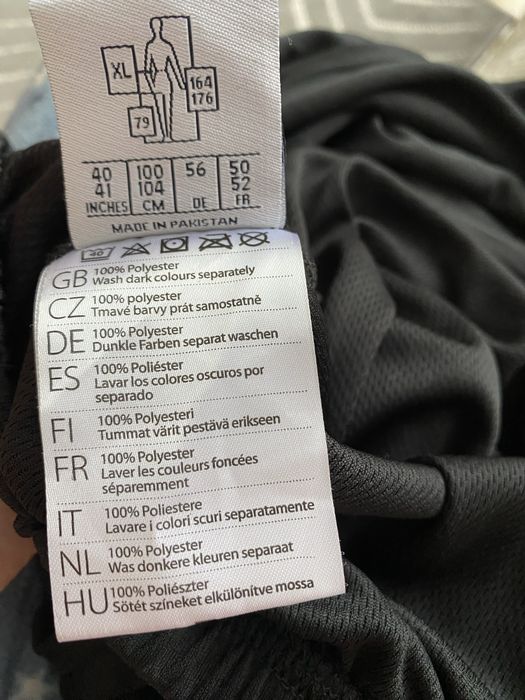 XL
164
176
79
40 100 56 50
41 104 52
INCHES CM DE FR
MADE IN PAKISTAN
40
GB 100% Polyester
Wash dark colours separately
CZ 100% polyester
Tmavé barvy prát samostatně
DE 100% Polyester
Dunkle Farben separat waschen
ES 100% Poliéster
Lavar los colores oscuros por
separado
FI 100% Polyesteri
Tummat värit pestävä erikseen
FR 100% Polyester
Laver les couleurs foncées
séparemment
IT 100% Poliestere
Lavare i colori scuri separatamente
NL 100% Polyester
Was donkere kleuren separaat
HU 100% Poliészter
Sötét színeket elkülönítve mossa